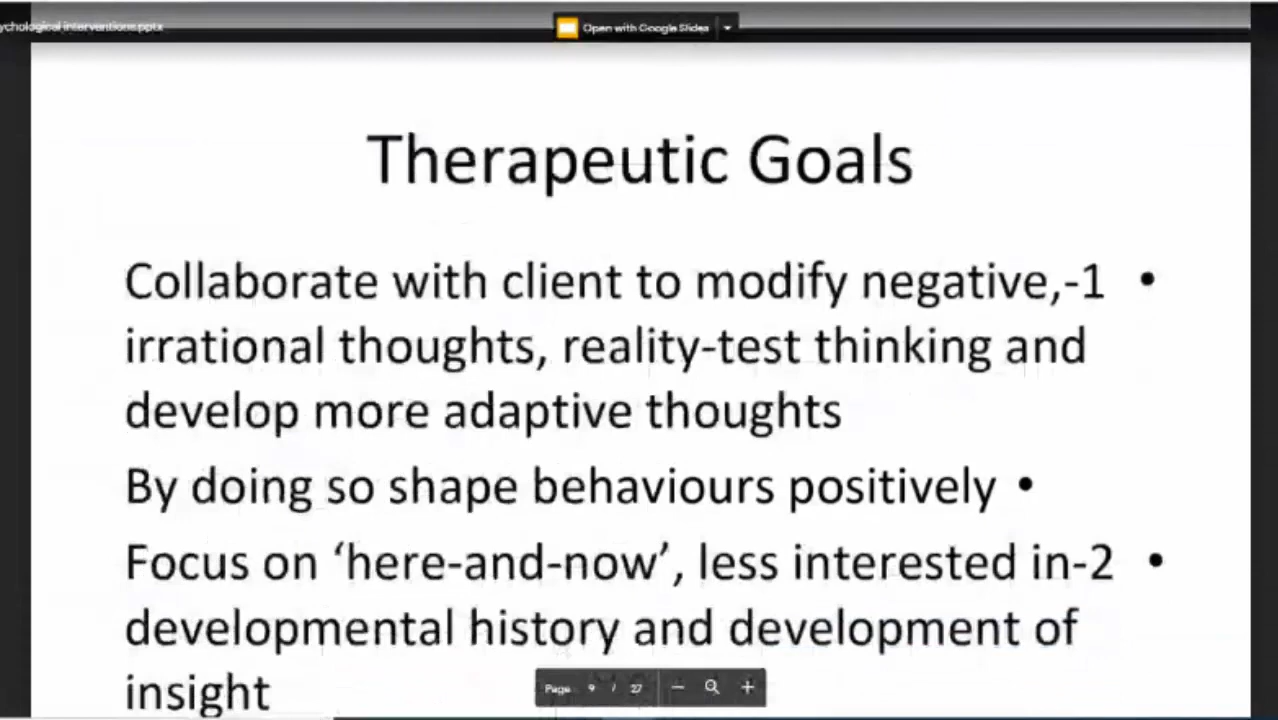 ychological interventions.pptx
Open with Google Slides
Therapeutic Goals
Collaborate with client to modify negative,-1 •
irrational thoughts, reality-test thinking and
develop more adaptive thoughts
By doing so shape behaviours positively •
Focus on ‘here-and-now’, less interested in-2 •
developmental history and development of
insight
Page 9 / 27